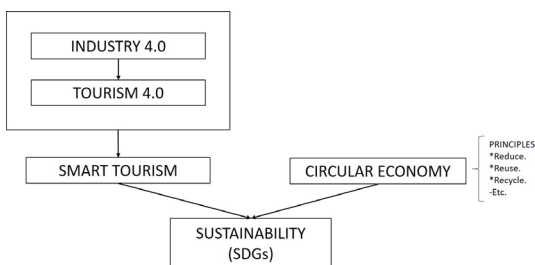 INDUSTRY 4.0
TOURISM 4.0
SMART TOURISM
CIRCULAR ECONOMY
PRINCIPLES
*Reduce.
*Reuse.
*Recycle.
-Etc.
SUSTAINABILITY
(SDGs)